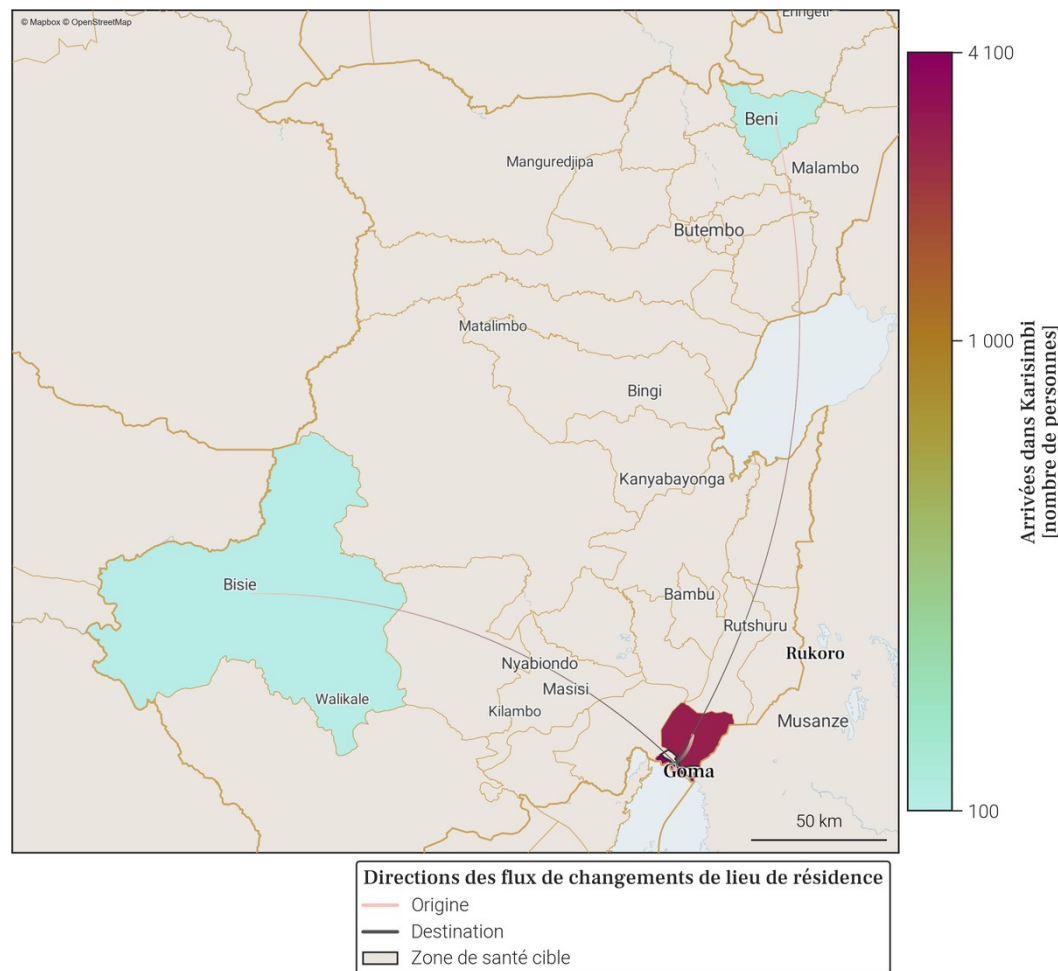 © Mapbox © OpenStreetMap
Eringeti
Beni
Manguredjipa
Malambo
Butembo
Matalimbo
Bingi
Kanyabayonga
Bisie
Bambu
Rutshuru
Rukoro
Nyabiondo
Masisi
Walikale
Kilambo
Musanze
Goma
50 km
4 100
1 000
100
Arrivées dans Karisimbi
[nombre de personnes]
Directions des flux de changements de lieu de résidence
Origine
Destination
Zone de santé cible